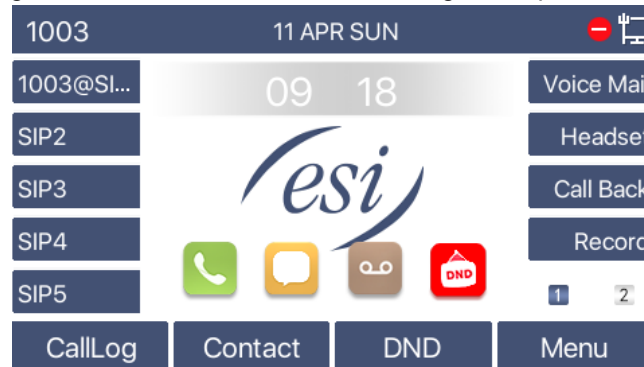 1003 11 APR SUN
1003@SI...
09 18
Voice Mai
SIP2
Headset
SIP3
esi
Call Back
SIP4
Record
DND
SIP5
1 2
CallLog Contact DND Menu